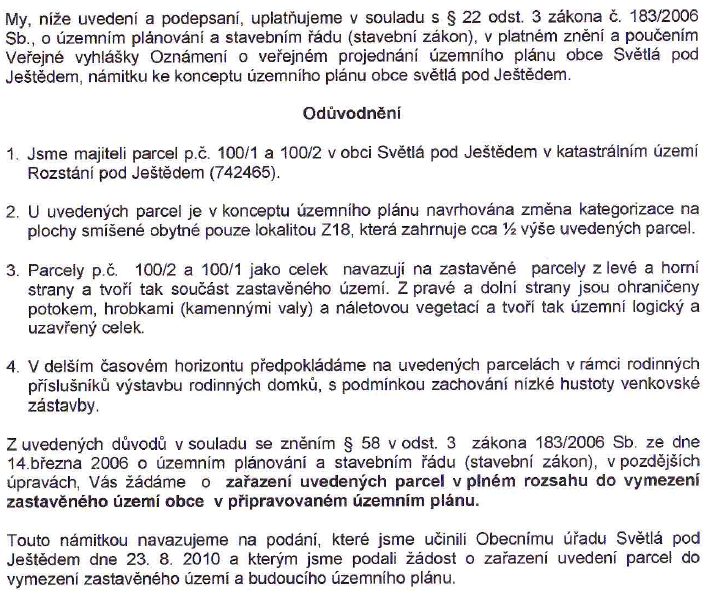 My, níže uvedení a podepsaní, uplatňujeme v souladu s § 22 odst. 3 zákona č. 183/2006
Sb., o územním plánování a stavebním řádu (stavební zákon), v platném znění a poučením
Veřejné vyhlášky Oznámení o veřejném projednání územního plánu obce Světlá pod
Ještědem, námitku ke konceptu územního plánu obce světlá pod Ještědem.
Odůvodnění
1. Jsme majiteli parcel p.č. 100/1 a 100/2 v obci Světlá pod Ještědem v katastrálním území
Rozstání pod Ještědem (742465).
2. U uvedených parcel je v konceptu územního plánu navrhována změna kategorizace na
plochy smíšené obytné pouze lokalitou Z18, která zahrnuje cca ½ výše uvedených parcel.
3. Parcely p.č. 100/2 a 100/1 jako celek navazují na zastavěné parcely z levé a horní
strany a tvoří tak součást zastavěného území. Z pravé a dolní strany jsou ohraničeny
potokem, hrobkami (kamennými valy) a náletovou vegetací a tvoří tak územní logický a
uzavřený celek.
4. V delším časovém horizontu předpokládáme na uvedených parcelách v rámci rodinných
příslušníků výstavbu rodinných domků, s podmínkou zachování nízké hustoty venkovské
zástavby.
Z uvedených důvodů v souladu se zněním § 58 v odst. 3 zákona 183/2006 Sb. ze dne
14.března 2006 o územním plánování a stavebním řádu (stavební zákon), v pozdějších
úpravách, Vás žádáme o zařazení uvedených parcel v plném rozsahu do vymezení
zastavěného území obce v připravovaném územním plánu.
Touto námitkou navazujeme na podání, které jsme učinili Obecnímu úřadu Světlá pod
Ještědem dne 23. 8. 2010 a kterým jsme podali žádost o zařazení uvedení parcel do
vymezení zastavěného území a budoucího územního plánu.